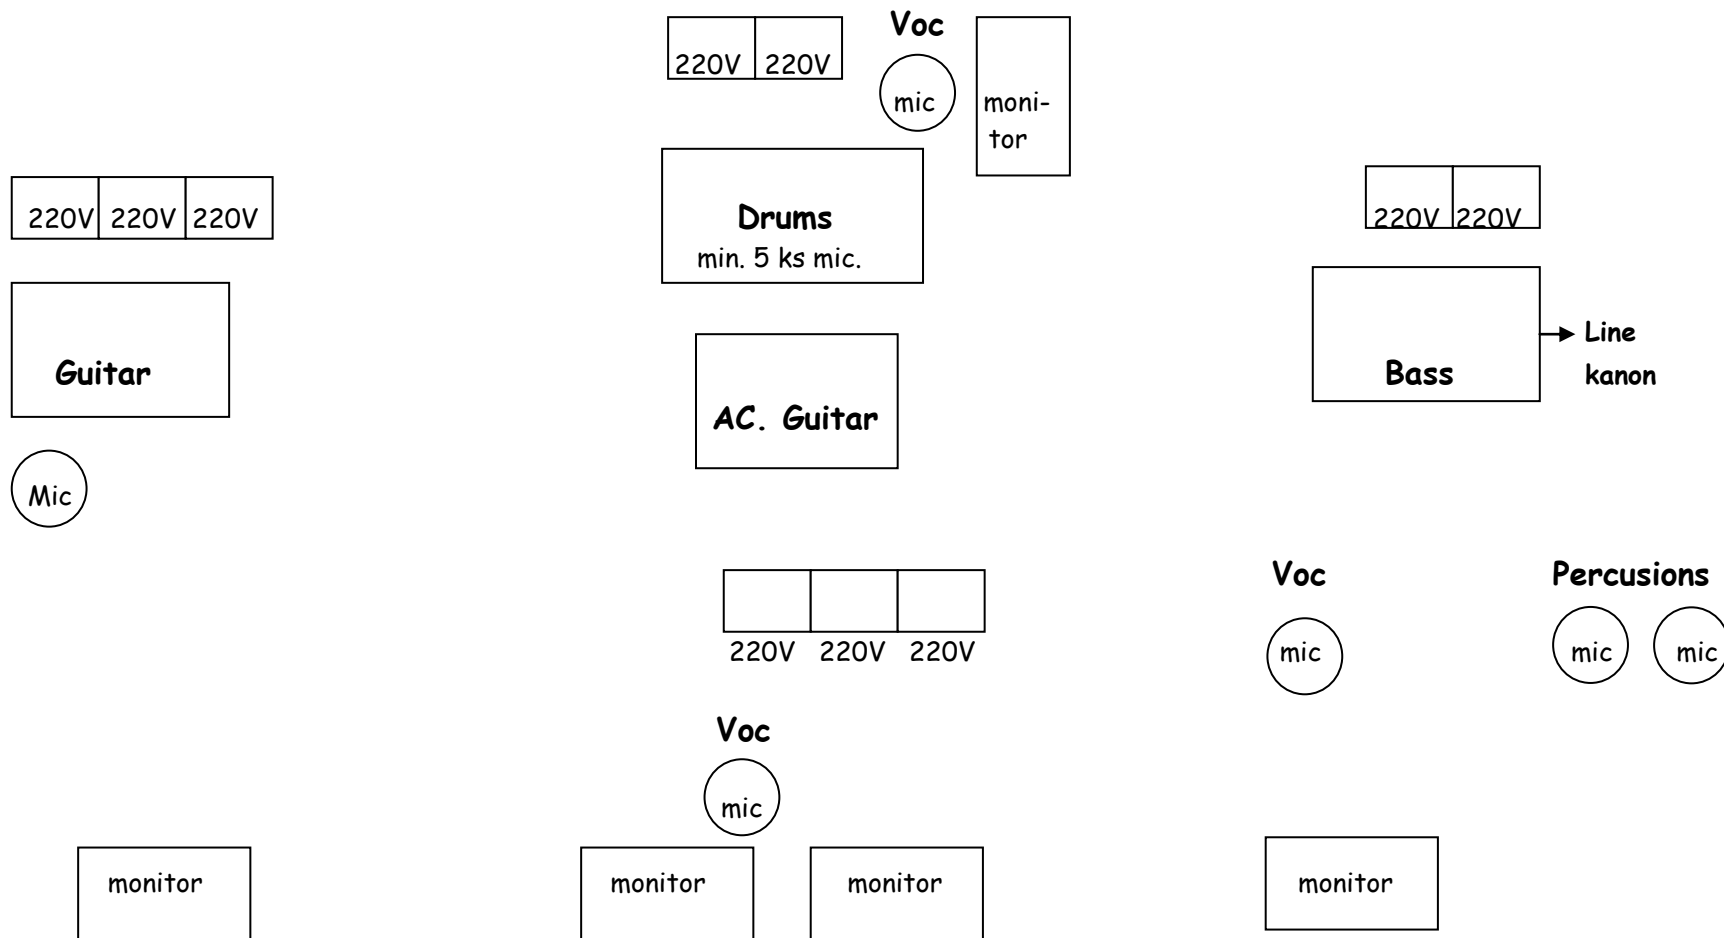 Voc
220V 220V
mic
moni-
tor
220V 220V 220V
Drums
min. 5 ks mic.
220V 220V
Guitar
AC. Guitar
Bass
Line
kanon
Mic
Voc
Percusions
220V 220V 220V
mic
mic
mic
Voc
mic
monitor
monitor
monitor
monitor